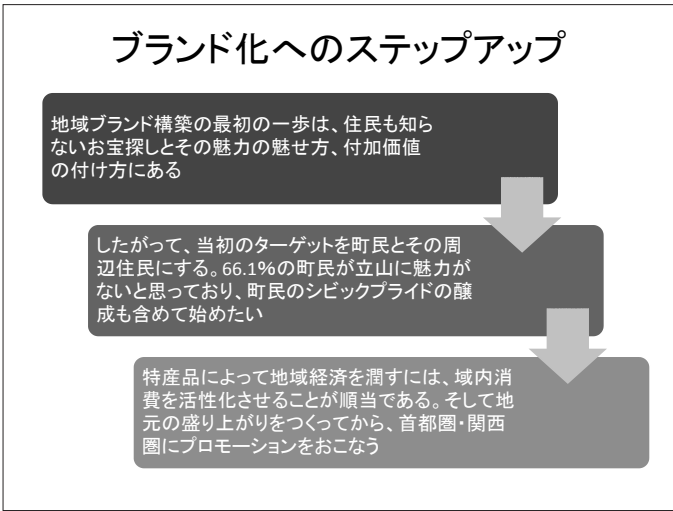 ブランド化へのステップアップ
地域ブランド構築の最初の一歩は、住民も知ら
ないお宝探しとその魅力の魅せ方、付加価値
の付け方にある
したがって、当初のターゲットを町民とその周
辺住民にする。66.1%の町民が立山に魅力が
ないと思っており、町民のシビックプライドの醸
成も含めて始めたい
特産品によって地域経済を潤すには、域内消
費を活性化させることが順当である。そして地
元の盛り上がりをつくってから、首都圏・関西
圏にプロモーションをおこなう